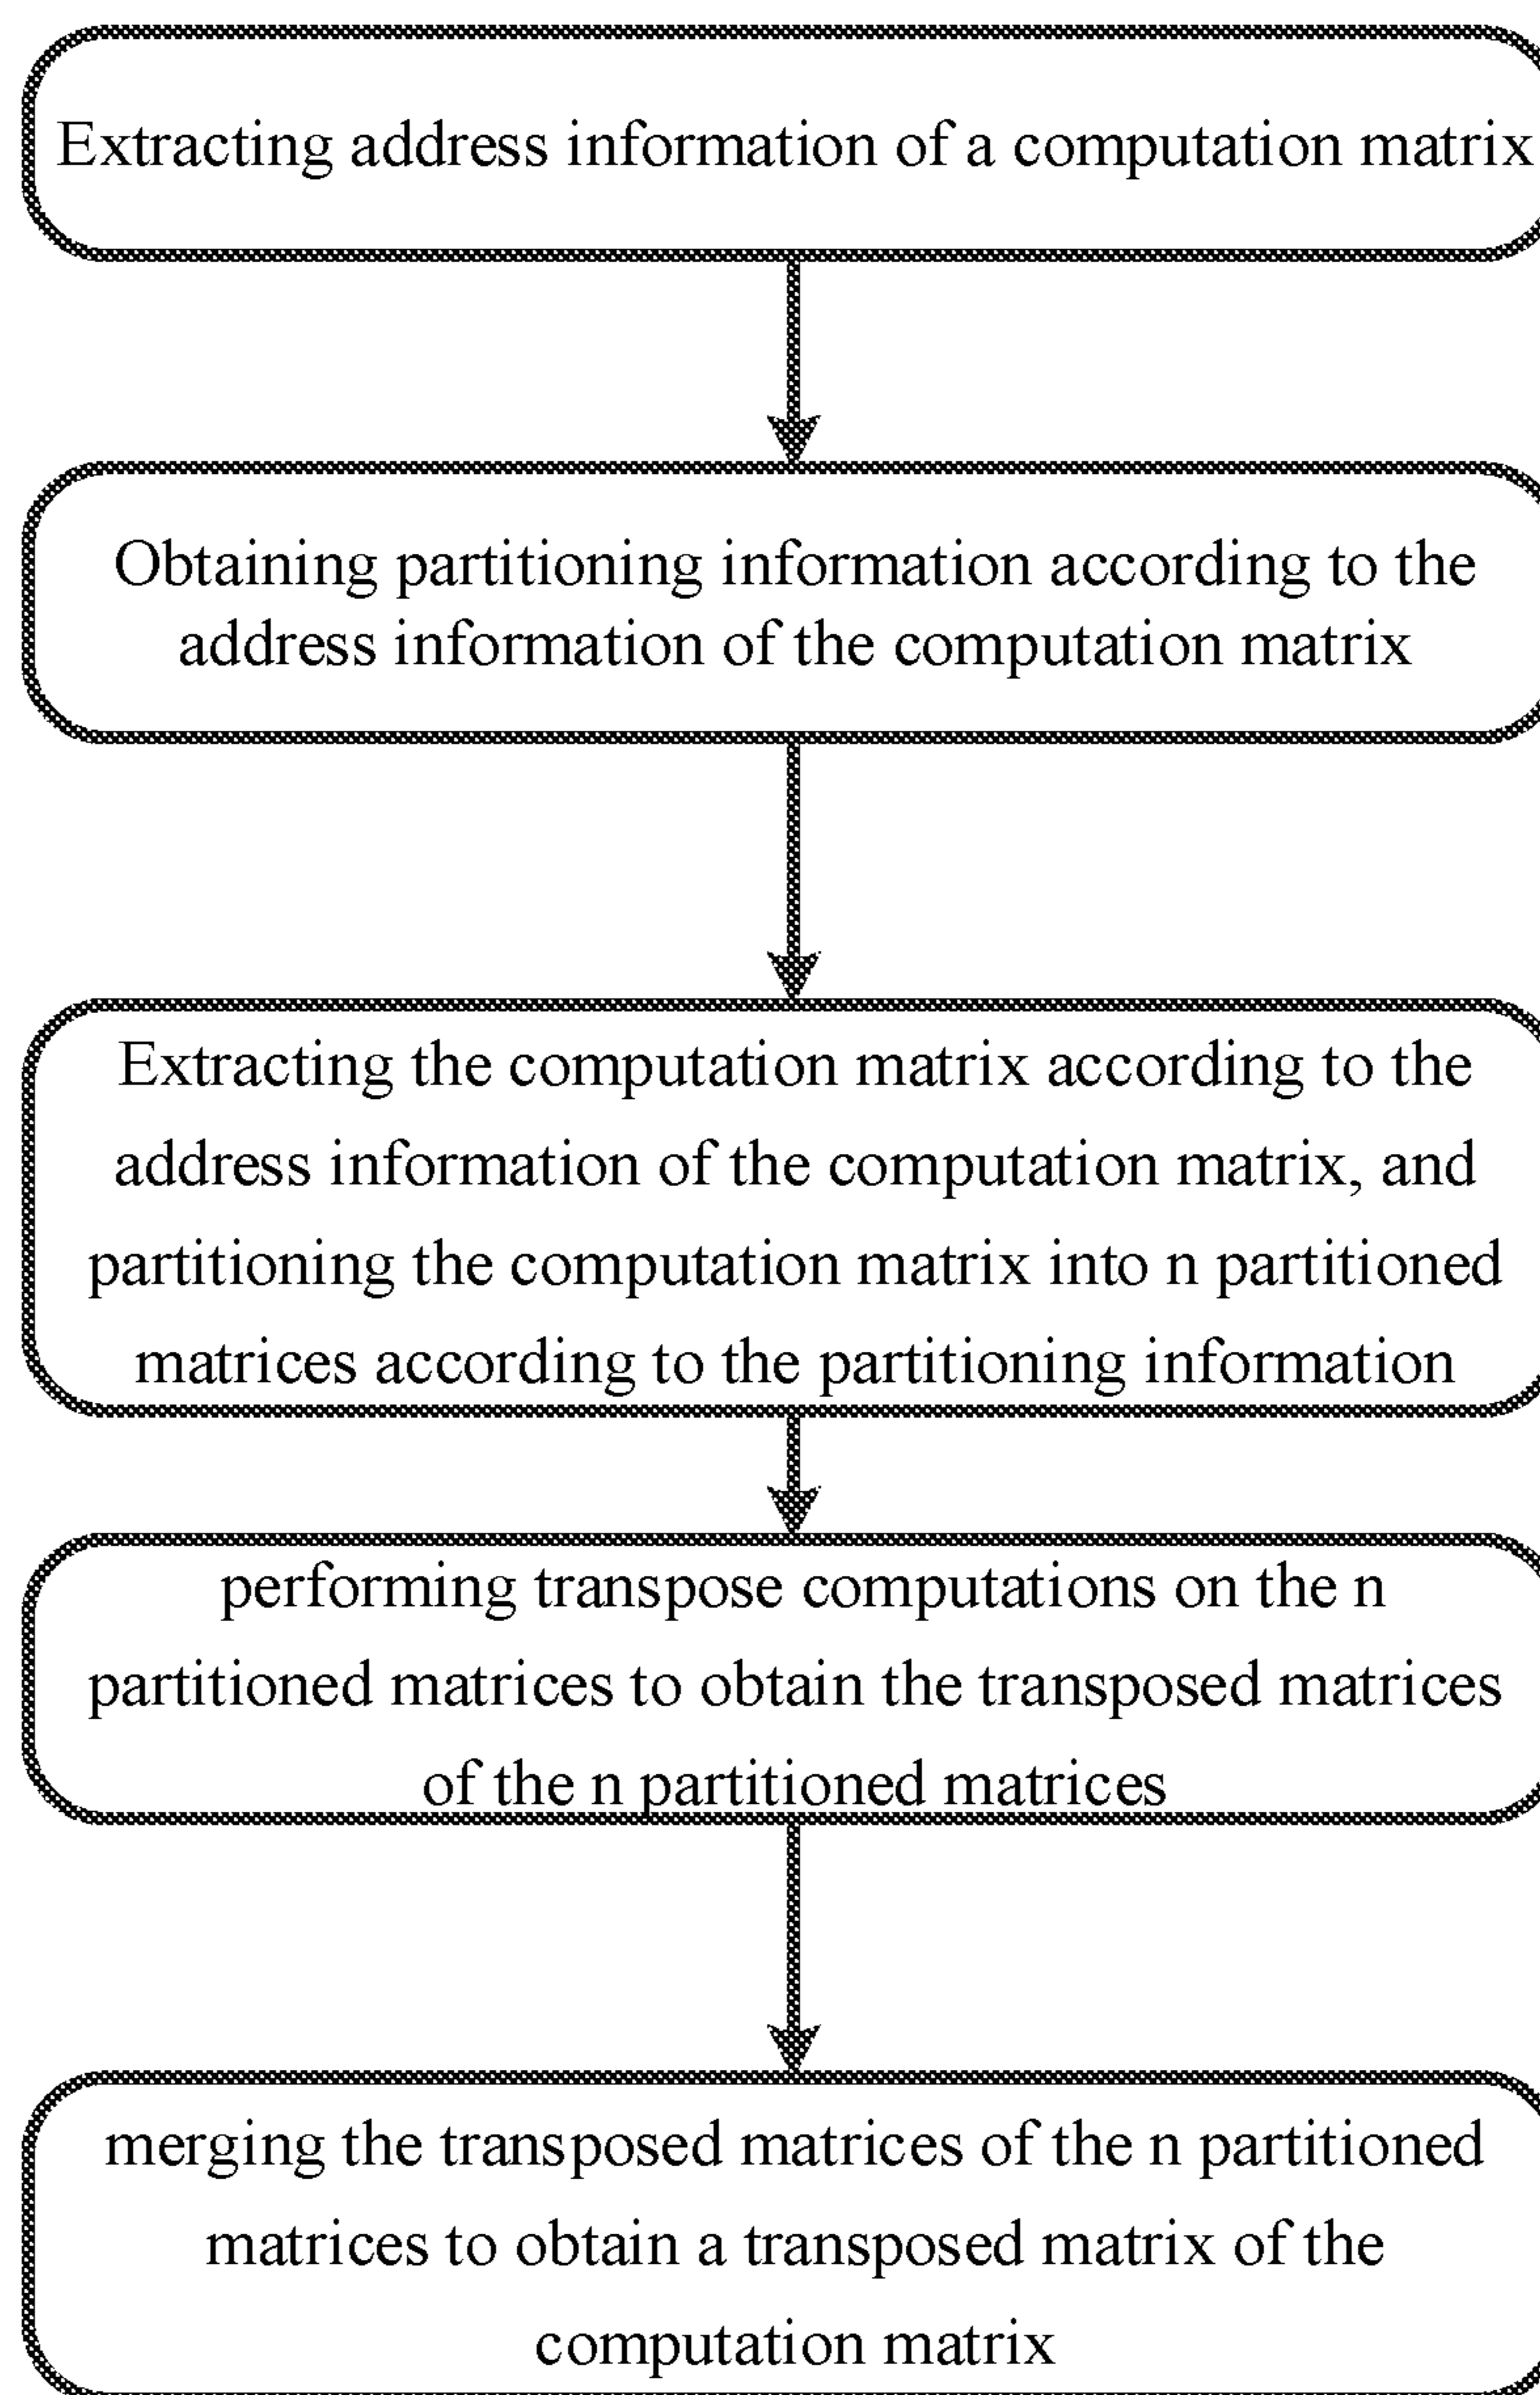 Extracting address information of a computation matrix
Obtaining partitioning information according to the
address information of the computation matrix
Extracting the computation matrix according to the
address information of the computation matrix, and
partitioning the computation matrix into n partitioned
matrices according to the partitioning information
performing transpose computations on the n
partitioned matrices to obtain the transposed matrices
of the n partitioned matrices
merging the transposed matrices of the n partitioned
matrices to obtain a transposed matrix of the
computation matrix